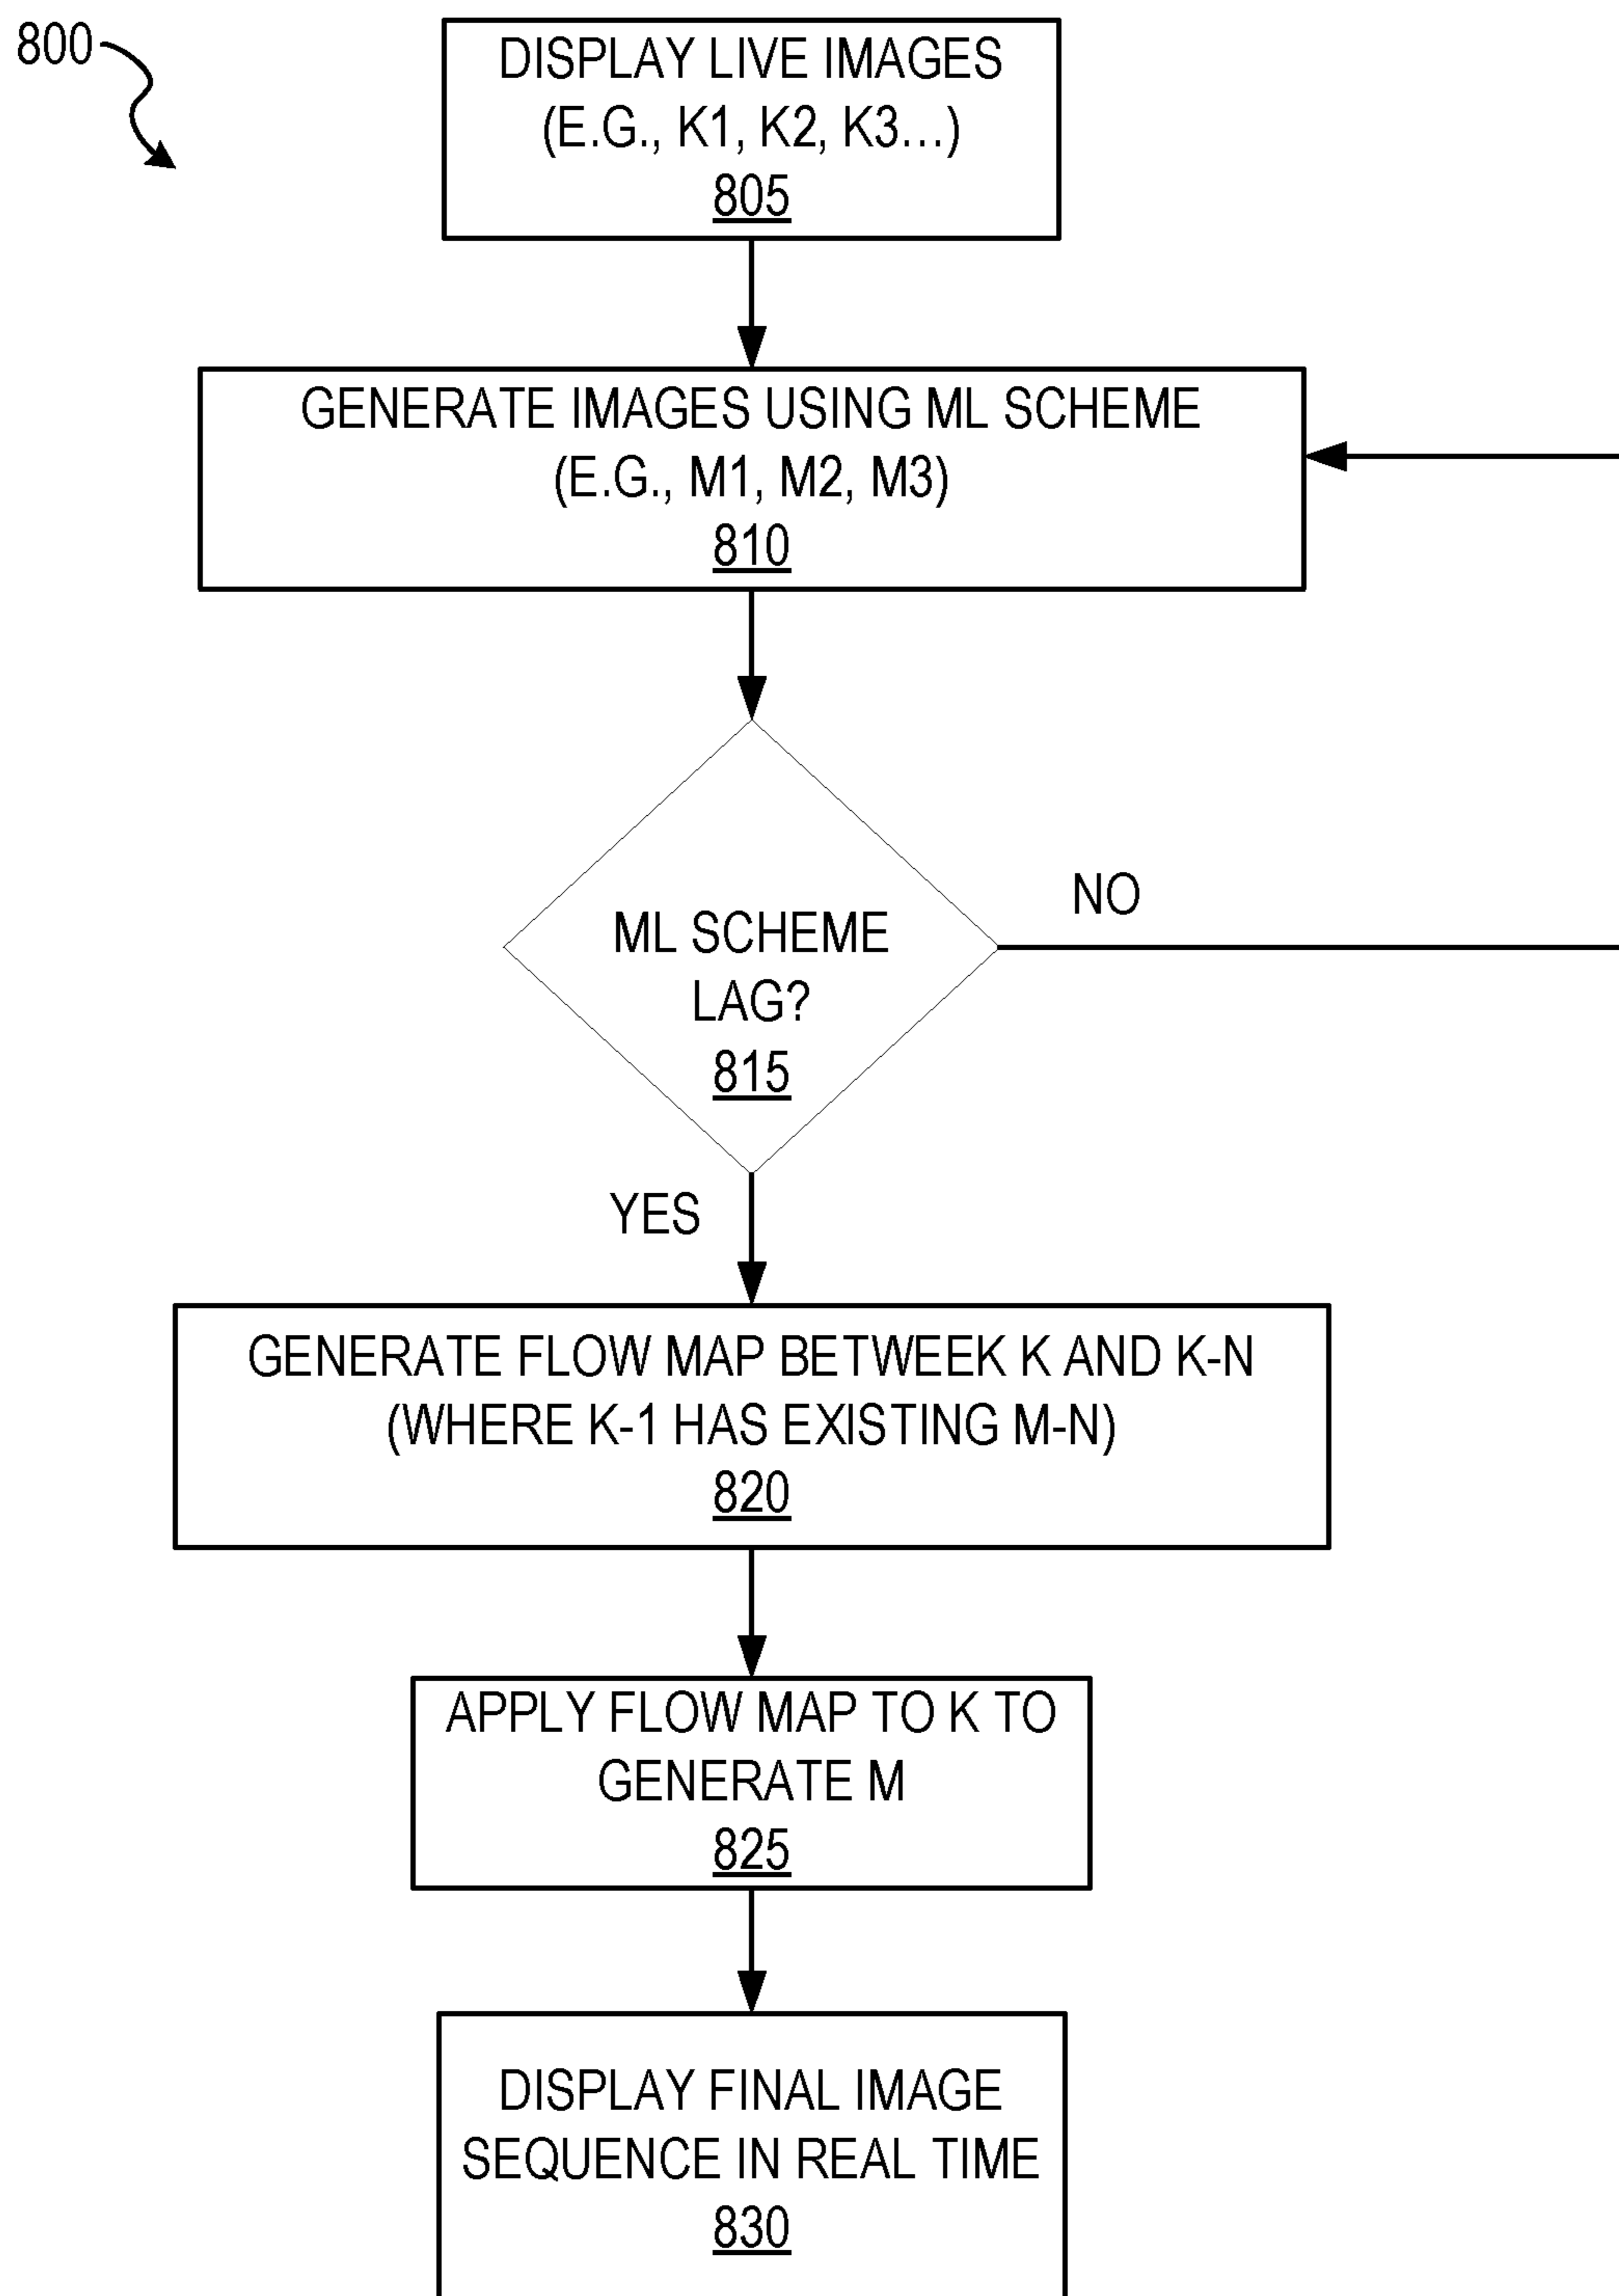 800
DISPLAY LIVE IMAGES
(E.G., K1, K2, K3...)
805
GENERATE IMAGES USING ML SCHEME
(E.G., M1, M2, M3)
810
NO
ML SCHEME
LAG?
815
YES
GENERATE FLOW MAP BETWEEK K AND K-N
(WHERE K-1 HAS EXISTING M-N)
820
APPLY FLOW MAP TO K TO
GENERATE M
825
DISPLAY FINAL IMAGE
SEQUENCE IN REAL TIME
830